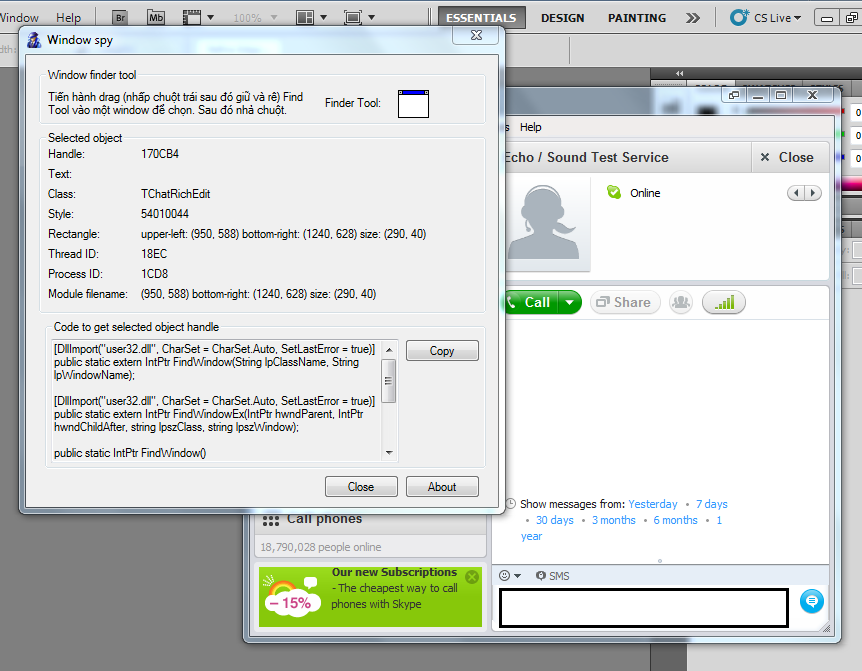 Window Help Br Mb 100% ESSENTIALS DESIGN PAINTING CS Live
Window spy
Window finder tool
Tiến hành drag (nhấp chuột trái sau đó giữ và rê) Find
Tool vào một window để chọn. Sau đó nhả chuột.
Finder Tool:
Selected object
Handle: 170CB4
Text:
Class: TChatRichEdit
Style: 54010044
Rectangle: upper-left: (950, 588) bottom-right: (1240, 628) size: (290, 40)
Thread ID: 18EC
Process ID: 1CD8
Module filename: (950, 588) bottom-right: (1240, 628) size: (290, 40)
Code to get selected object handle
[DllImport("user32.dll", CharSet = CharSet.Auto, SetLastError = true)]
public static extern IntPtr FindWindow(String lpClassName, String
lpWindowName);
[DllImport("user32.dll", CharSet = CharSet.Auto, SetLastError = true)]
public static extern IntPtr FindWindowEx(IntPtr hwndParent, IntPtr
hwndChildAfter, string lpszClass, string lpszWindow);
public static IntPtr FindWindow()
Copy
Close About
s Help
Echo / Sound Test Service
Close
Online
Call Share
Show messages from: Yesterday • 7 days
• 30 days • 3 months • 6 months • 1
year
SMS
Call phones
18,790,028 people online
Our new Subscriptions
- The cheapest way to call
phones with Skype
–15%